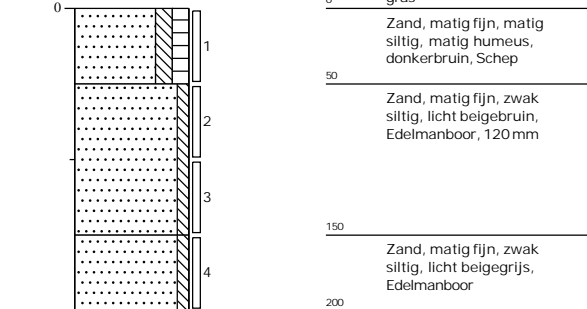 0
1
2
3
4
0 gras
Zand, matig fijn, matig
siltig, matig humeus,
donkerbruin, Schep
50
Zand, matig fijn, zwak
siltig, licht beigebruin,
Edelmanboor, 120 mm
150
Zand, matig fijn, zwak
siltig, licht beigegrijs,
Edelmanboor
200